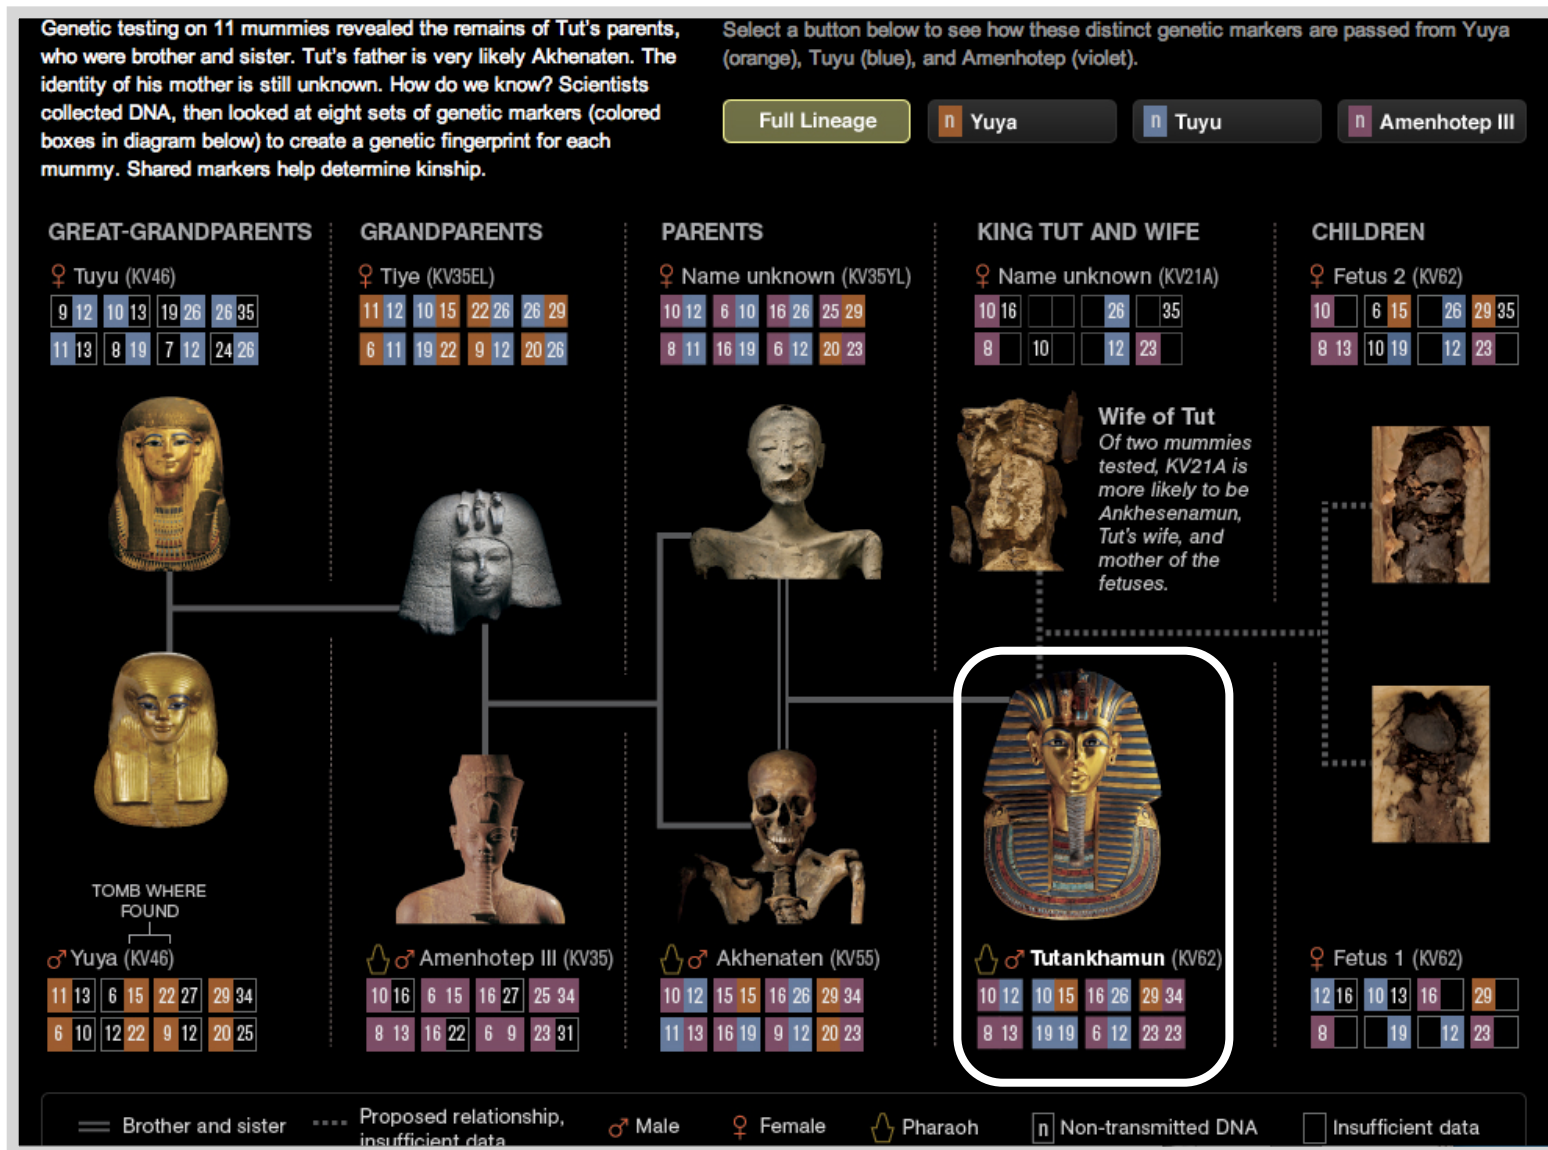 Genetic testing on 11 mummies revealed the remains of Tut's parents,
who were brother and sister. Tut's father is very likely Akhenaten. The
identity of his mother is still unknown. How do we know? Scientists
collected DNA, then looked at eight sets of genetic markers (colored
boxes in diagram below) to create a genetic fingerprint for each
mummy. Shared markers help determine kinship.
Select a button below to see how these distinct genetic markers are passed from Yuya
(orange), Tuyu (blue), and Amenhotep (violet).
Full Lineage
n Yuya
n Tuyu
n Amenhotep III
GREAT-GRANDPARENTS
♀ Tuyu (KV46)
9 12 10 13 19 26 26 35
11 13 8 19 7 12 24 26
TOMB WHERE
FOUND
♂ Yuya (KV46)
11 13 6 15 22 27 29 34
6 10 12 22 9 12 20 25
GRANDPARENTS
♀ Tiye (KV35EL)
11 12 10 15 22 26 26 29
6 11 19 22 9 12 20 26
♂ Amenhotep III (KV35)
10 16 6 15 16 27 25 34
8 13 16 22 6 9 23 31
PARENTS
♀ Name unknown (KV35YL)
10 12 6 10 16 26 25 29
8 11 16 19 6 12 20 23
♂ Akhenaten (KV55)
10 12 15 15 16 26 29 34
11 13 16 19 9 12 20 23
KING TUT AND WIFE
♀ Name unknown (KV21A)
10 16 26 35
8 10 12 23
Wife of Tut
Of two mummies
tested, KV21A is
more likely to be
Ankhesenamun,
Tut's wife, and
mother of the
fetuses.
♂ Tutankhamun (KV62)
10 12 10 15 16 26 29 34
8 13 19 19 6 12 23 23
CHILDREN
♀ Fetus 2 (KV62)
10 6 15 26 29 35
8 13 10 19 12 23
♀ Fetus 1 (KV62)
12 16 10 13 16 29
8 19 12 23
Brother and sister
Proposed relationship,
insufficient data
♂ Male
♀ Female
Pharaoh
n Non-transmitted DNA
Insufficient data